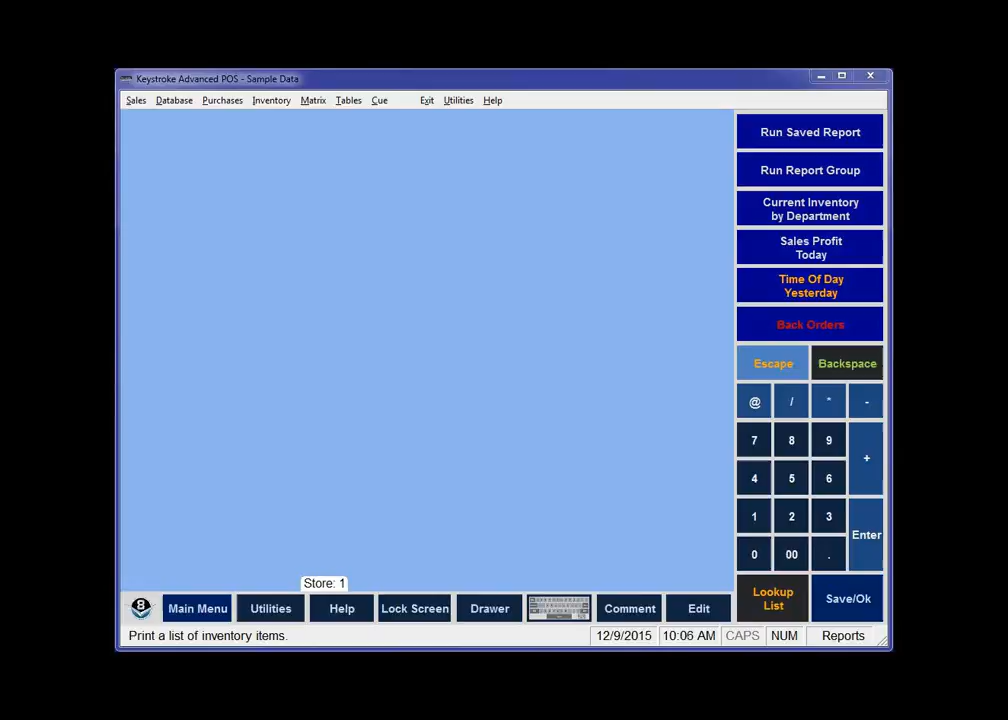 Keystroke Advanced POS - Sample Data
Sales Database Purchases Inventory Matrix Tables Cue Exit Utilities Help
Run Saved Report
Run Report Group
Current Inventory
by Department
Sales Profit
Today
Time Of Day
Yesterday
Back Orders
Escape Backspace
@ / * -
7 8 9 +
4 5 6
1 2 3 Enter
0 00 .
Lookup
List
Save/Ok
Store: 1
8 Main Menu Utilities Help Lock Screen Drawer Comment Edit
Print a list of inventory items. 12/9/2015 10:06 AM CAPS NUM Reports